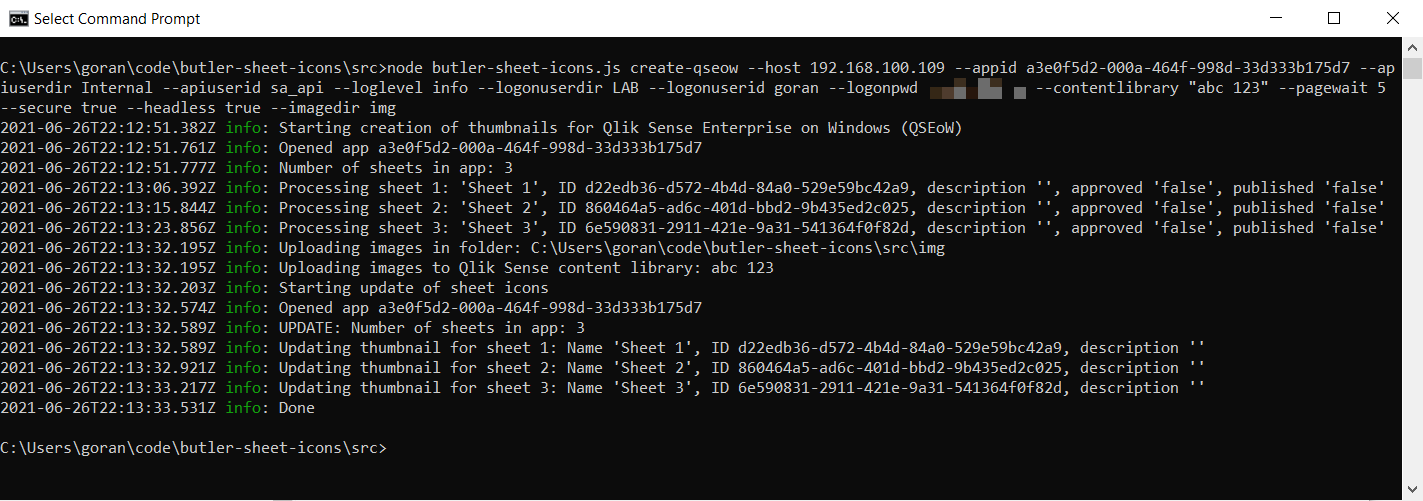 Select Command Prompt
C:\Users\goran\code\butler-sheet-icons\src>node butler-sheet-icons.js create-qseow --host 192.168.100.109 --appid a3e0f5d2-000a-464f-998d-33d333b175d7 --ap
iuserdir Internal --apiuserid sa_api --loglevel info --logonuserdir LAB --logonuserid goran --logonpwd --contentlibrary "abc 123" --pagewait 5
--secure true --headless true --imagedir img
2021-06-26T22:12:51.382Z info: Starting creation of thumbnails for Qlik Sense Enterprise on Windows (QSEoW)
2021-06-26T22:12:51.761Z info: Opened app a3e0f5d2-000a-464f-998d-33d333b175d7
2021-06-26T22:12:51.777Z info: Number of sheets in app: 3
2021-06-26T22:13:06.392Z info: Processing sheet 1: 'Sheet 1', ID d22edb36-d572-4b4d-84a0-529e59bc42a9, description '', approved 'false', published 'false'
2021-06-26T22:13:15.844Z info: Processing sheet 2: 'Sheet 2', ID 860464a5-ad6c-401d-bbd2-9b435ed2c025, description '', approved 'false', published 'false'
2021-06-26T22:13:23.856Z info: Processing sheet 3: 'Sheet 3', ID 6e590831-2911-421e-9a31-541364f0f82d, description '', approved 'false', published 'false'
2021-06-26T22:13:32.195Z info: Uploading images in folder: C:\Users\goran\code\butler-sheet-icons\src\img
2021-06-26T22:13:32.195Z info: Uploading images to Qlik Sense content library: abc 123
2021-06-26T22:13:32.203Z info: Starting update of sheet icons
2021-06-26T22:13:32.574Z info: Opened app a3e0f5d2-000a-464f-998d-33d333b175d7
2021-06-26T22:13:32.589Z info: UPDATE: Number of sheets in app: 3
2021-06-26T22:13:32.589Z info: Updating thumbnail for sheet 1: Name 'Sheet 1', ID d22edb36-d572-4b4d-84a0-529e59bc42a9, description ''
2021-06-26T22:13:32.921Z info: Updating thumbnail for sheet 2: Name 'Sheet 2', ID 860464a5-ad6c-401d-bbd2-9b435ed2c025, description ''
2021-06-26T22:13:33.217Z info: Updating thumbnail for sheet 3: Name 'Sheet 3', ID 6e590831-2911-421e-9a31-541364f0f82d, description ''
2021-06-26T22:13:33.531Z info: Done
C:\Users\goran\code\butler-sheet-icons\src>